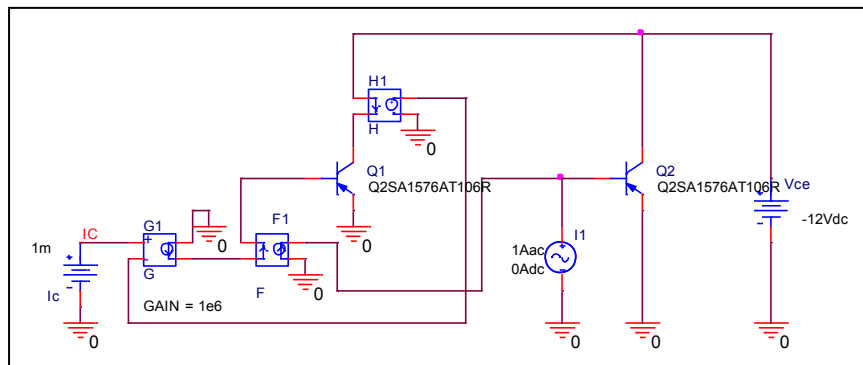 H1
H
0
Q1
Q2SA1576AT106R
Q2
Q2SA1576AT106R
Vce
-12Vdc
G1
IC
1m
Ic
G
GAIN = 1e6
0
F1
F
0
0
I1
1Aac
0Adc
0
0
0
0
0